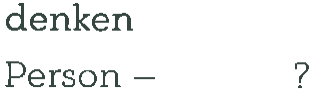 denken
Person – ?